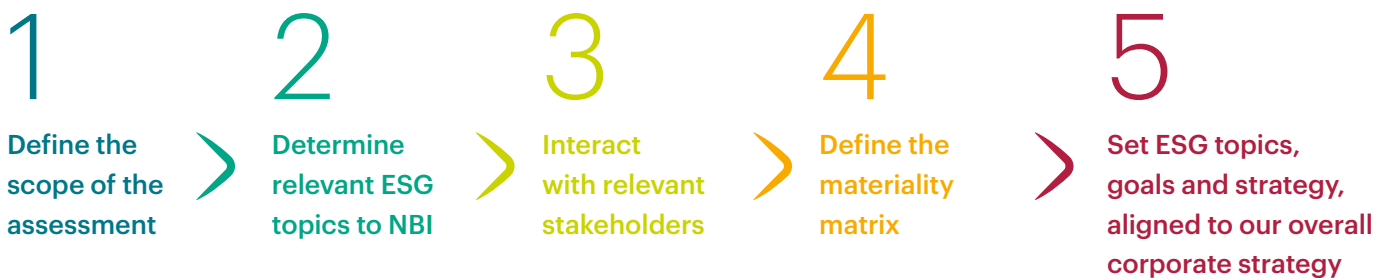 1
Define the
scope of the
assessment
2
Determine
relevant ESG
topics to NBI
3
Interact
with relevant
stakeholders
4
Define the
materiality
matrix
5
Set ESG topics,
goals and strategy,
aligned to our overall
corporate strategy